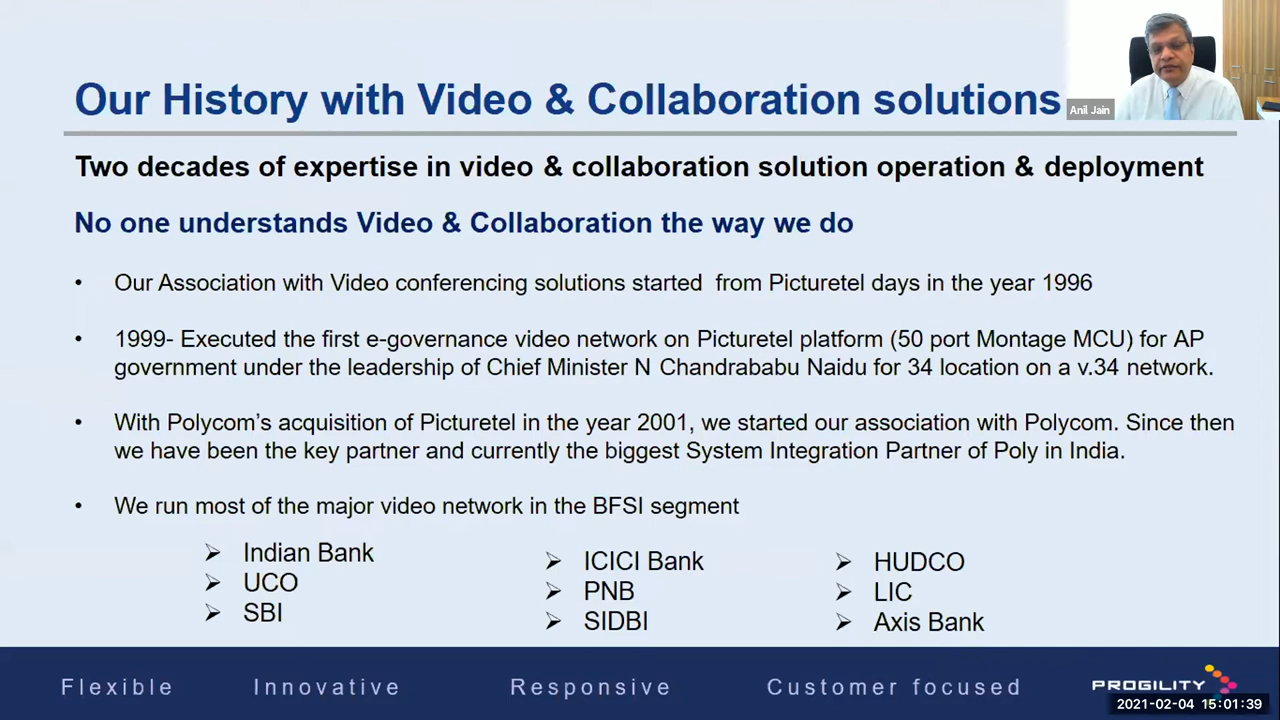 Our History with Video & Collaboration solutions
Anil Jain
Two decades of expertise in video & collaboration solution operation & deployment
No one understands Video & Collaboration the way we do
• Our Association with Video conferencing solutions started from Picturetel days in the year 1996
• 1999- Executed the first e-governance video network on Picturetel platform (50 port Montage MCU) for AP
government under the leadership of Chief Minister N Chandrababu Naidu for 34 location on a v.34 network.
• With Polycom’s acquisition of Picturetel in the year 2001, we started our association with Polycom. Since then
we have been the key partner and currently the biggest System Integration Partner of Poly in India.
• We run most of the major video network in the BFSI segment
➢ Indian Bank
➢ UCO
➢ SBI
➢ ICICI Bank
➢ PNB
➢ SIDBI
➢ HUDCO
➢ LIC
➢ Axis Bank
Flexible Innovative Responsive Customer focused
PROGILITY
2021-02-04 15:01:39